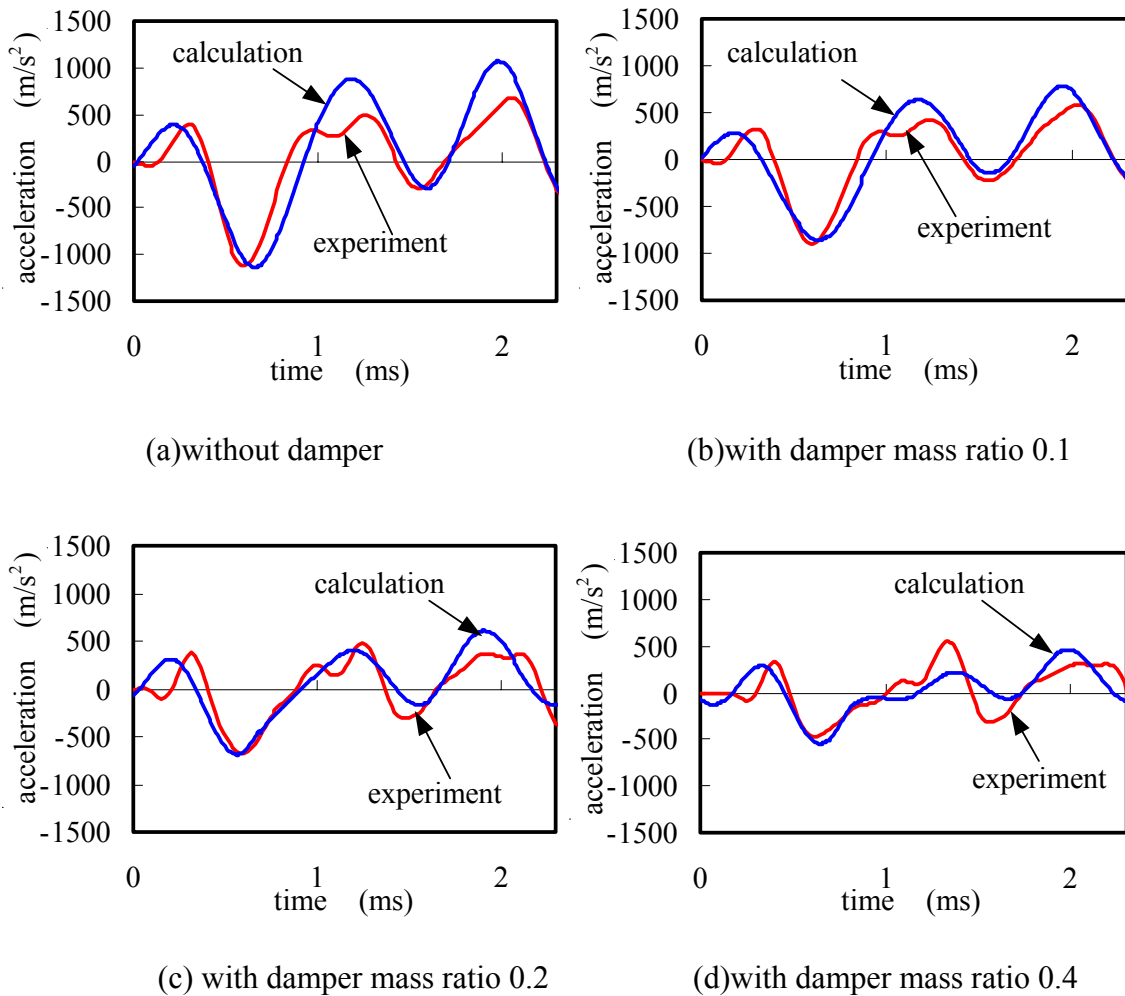 1500
1000
500
0
-500
-1000
-1500
acceleration (m/s²)
calculation
experiment
0 1 2
time (ms)
(a)without damper
1500
1000
500
0
-500
-1000
-1500
acceleration (m/s²)
calculation
experiment
0 1 2
time (ms)
(b)with damper mass ratio 0.1
1500
1000
500
0
-500
-1000
-1500
acceleration (m/s²)
calculation
experiment
0 1 2
time (ms)
(c) with damper mass ratio 0.2
1500
1000
500
0
-500
-1000
-1500
acceleration (m/s²)
calculation
experiment
0 1 2
time (ms)
(d)with damper mass ratio 0.4